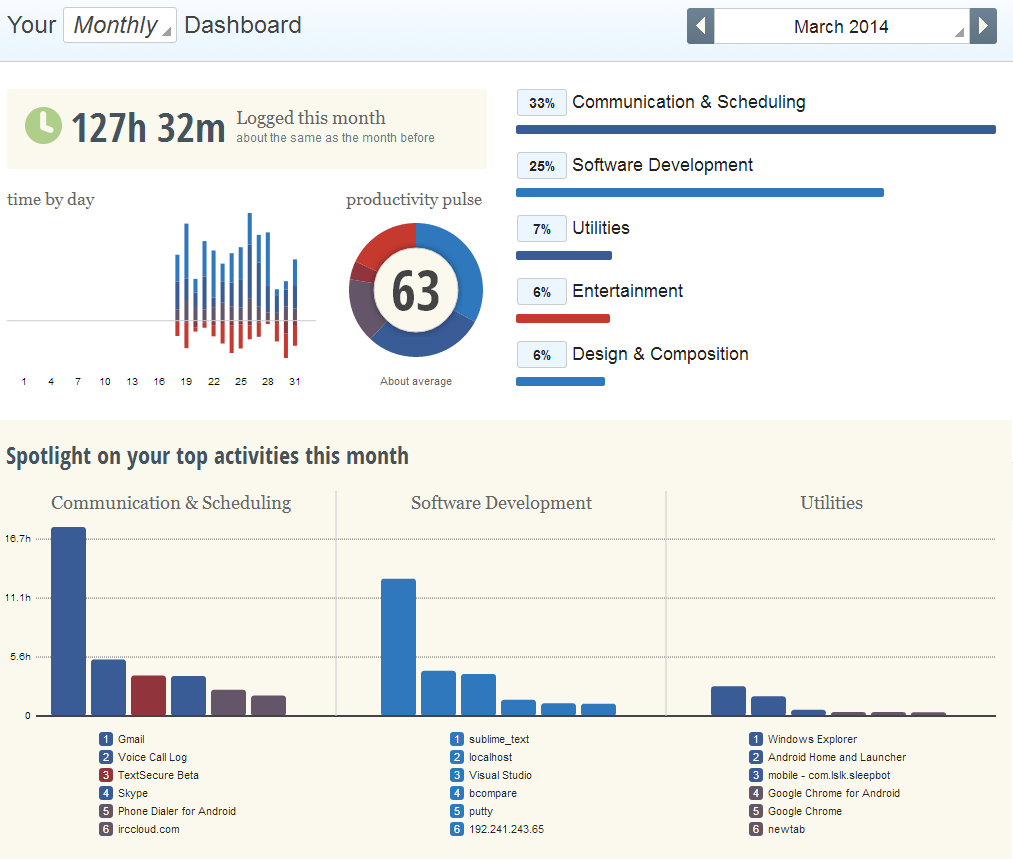 Your Monthly Dashboard
March 2014
127h 32m
Logged this month
about the same as the month before
time by day
1 4 7 10 13 16 19 22 25 28 31
productivity pulse
63
About average
33% Communication & Scheduling
25% Software Development
7% Utilities
6% Entertainment
6% Design & Composition
Spotlight on your top activities this month
Communication & Scheduling
Software Development
Utilities
16.7h
11.1h
5.6h
0
1 Gmail
2 Voice Call Log
3 TextSecure Beta
4 Skype
5 Phone Dialer for Android
6 irccloud.com
1 sublime_text
2 localhost
3 Visual Studio
4 bcompare
5 putty
6 192.241.243.65
1 Windows Explorer
2 Android Home and Launcher
3 mobile - com.lslk.sleepbot
4 Google Chrome for Android
5 Google Chrome
6 newtab